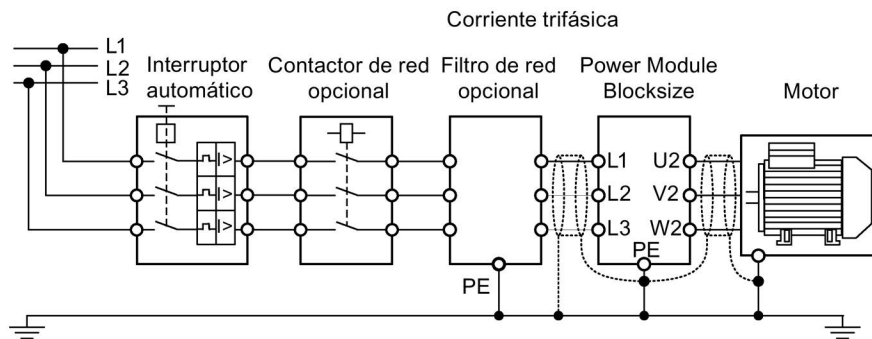 Corriente trifásica
L1
L2
L3
Interruptor
automático
Contactor de red
opcional
Filtro de red
opcional
Power Module
Blocksize
Motor
I>
I>
I>
L1 U2
L2 V2
L3 W2
PE
PE